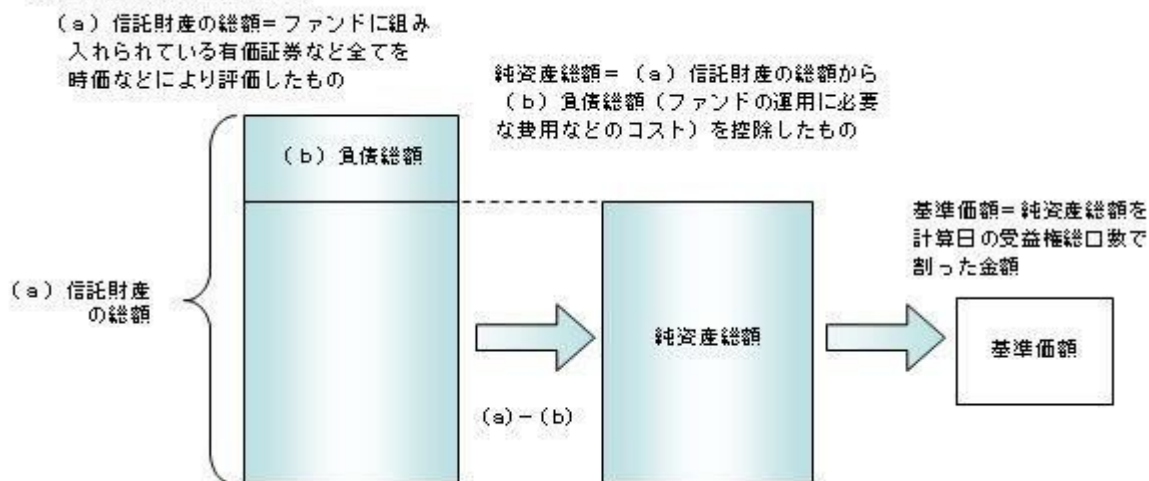 (a)信託財産の総額=ファンドに組み
入れられている有価証券など全てを
時価などにより評価したもの
純資産総額=(a)信託財産の総額から
(b)負債総額(ファンドの運用に必要
な費用などのコスト)を控除したもの
(b)負債総額
基準価額=純資産総額を
計算日の受益権総口数で
割った金額
(a)信託財産
の総額
純資産総額
基準価額
(a)-(b)